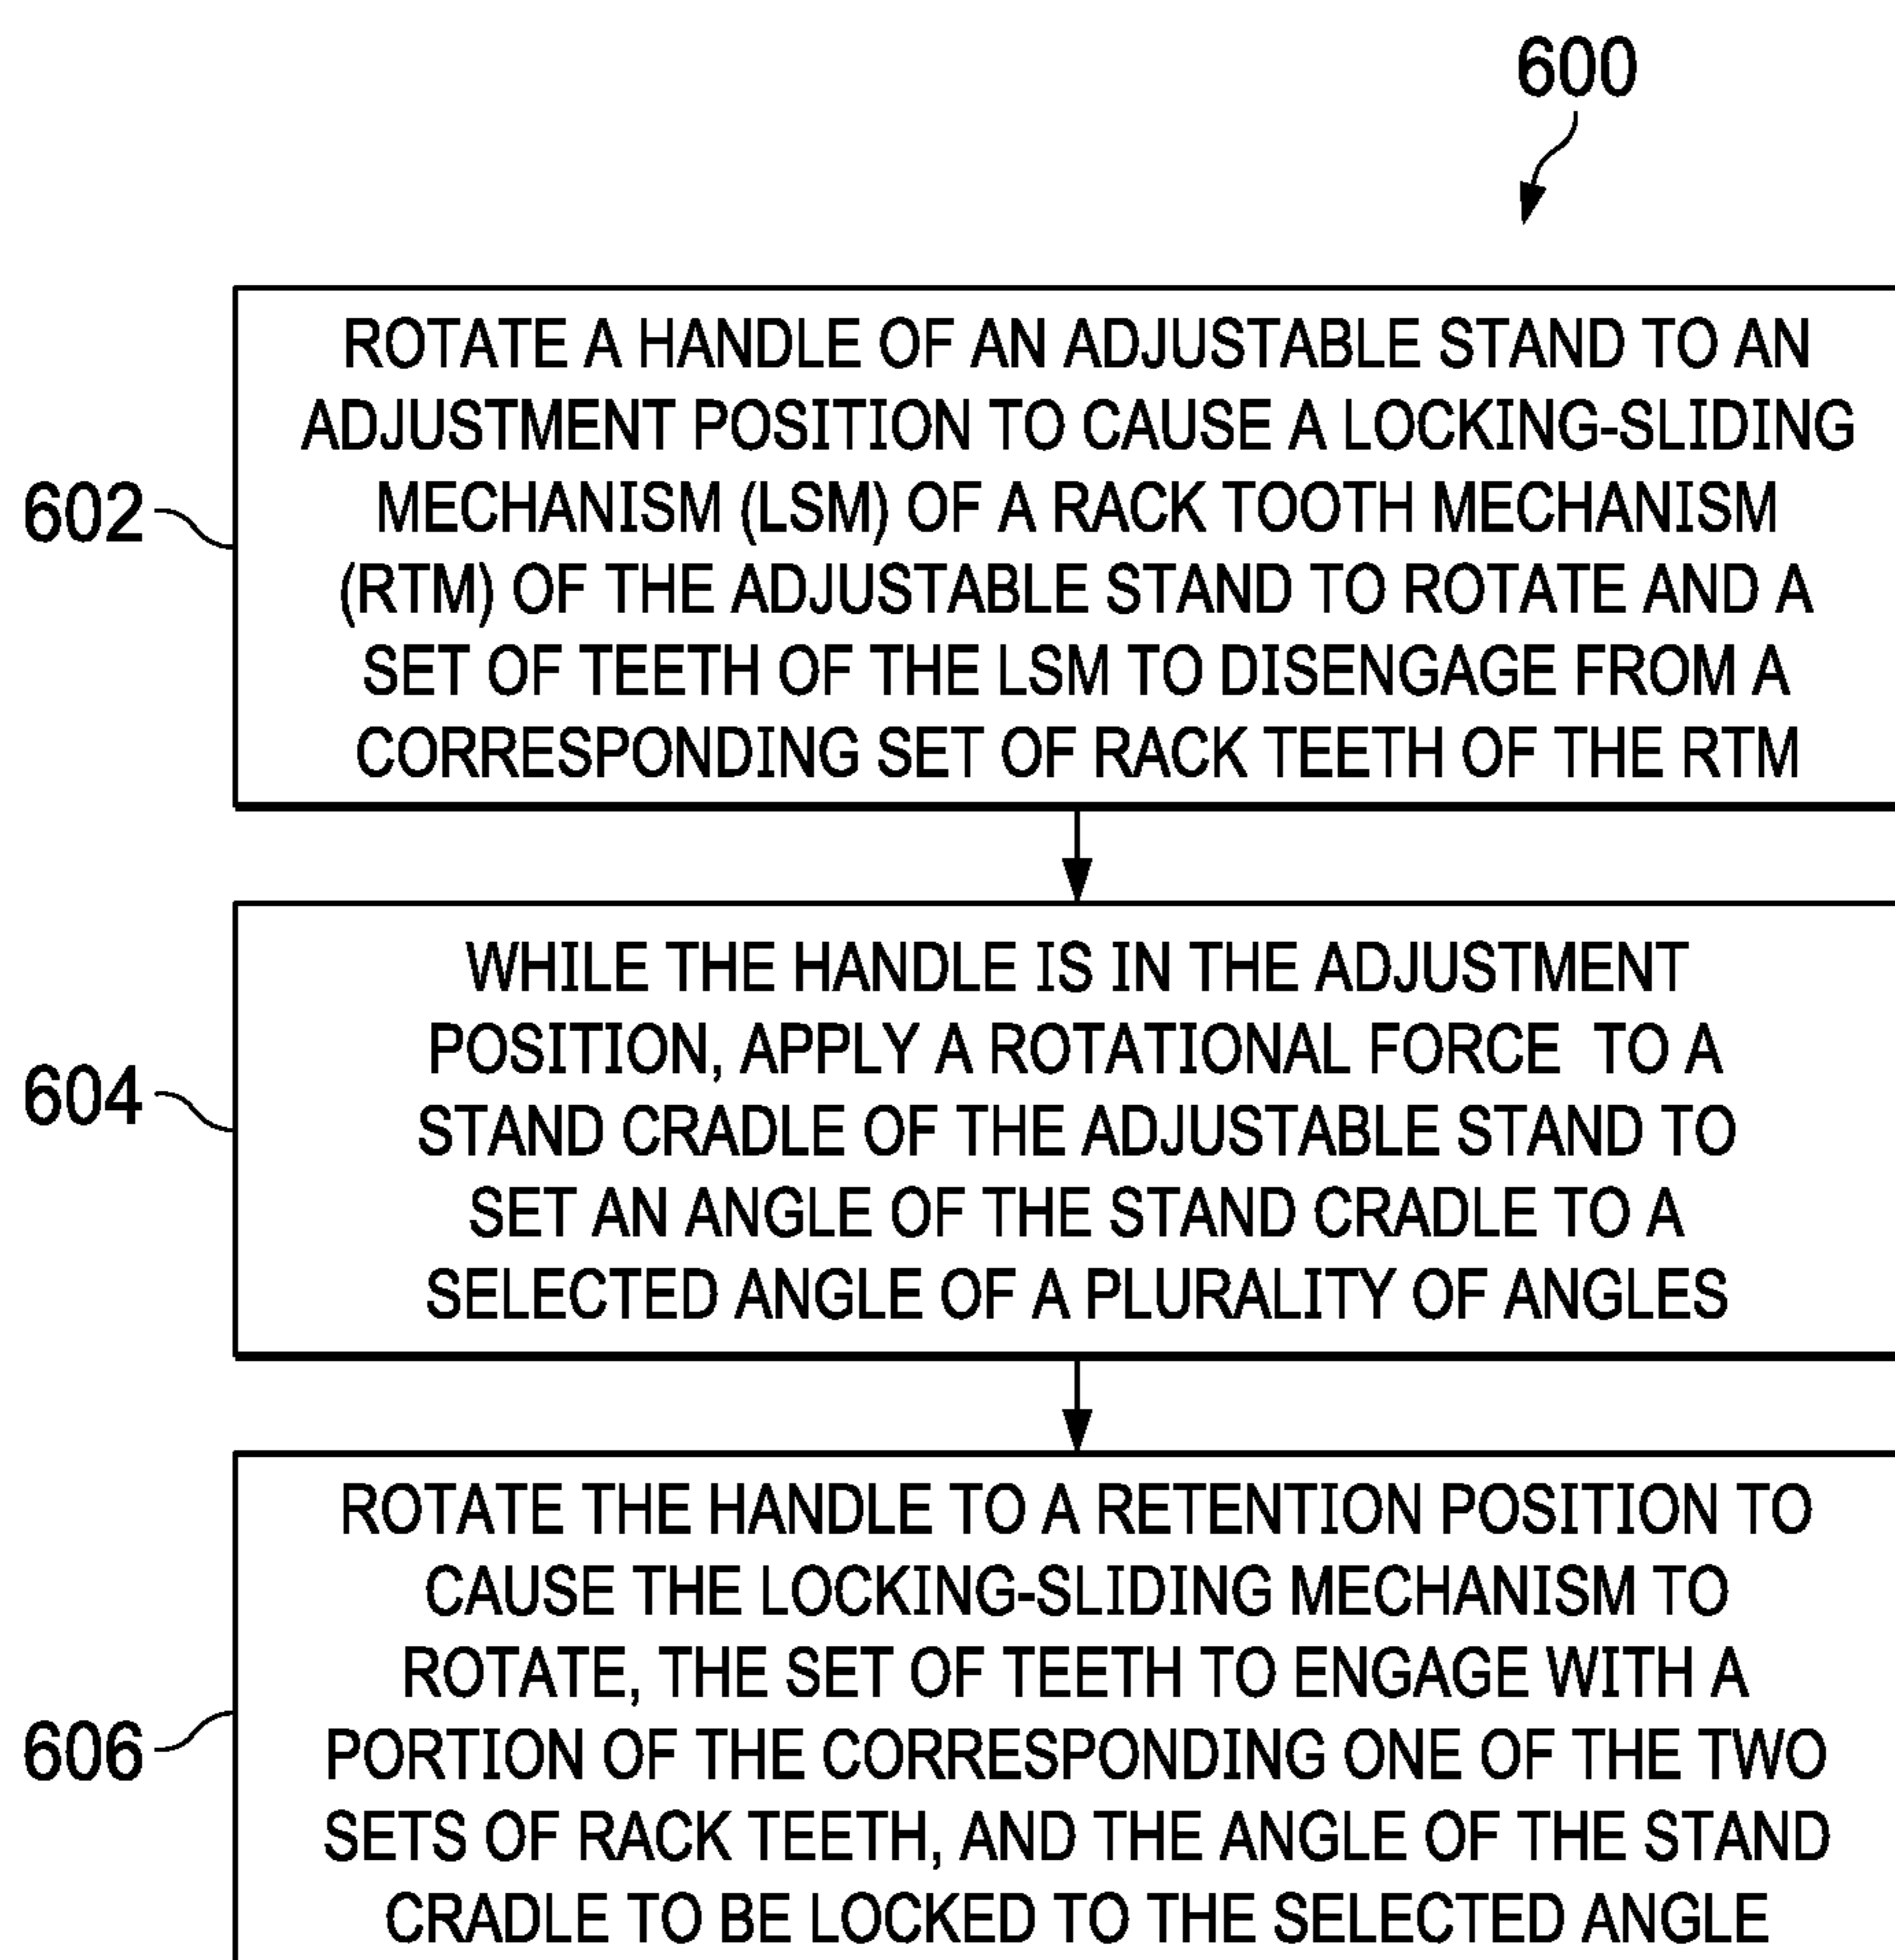 600
602
ROTATE A HANDLE OF AN ADJUSTABLE STAND TO AN
ADJUSTMENT POSITION TO CAUSE A LOCKING-SLIDING
MECHANISM (LSM) OF A RACK TOOTH MECHANISM
(RTM) OF THE ADJUSTABLE STAND TO ROTATE AND A
SET OF TEETH OF THE LSM TO DISENGAGE FROM A
CORRESPONDING SET OF RACK TEETH OF THE RTM
604
WHILE THE HANDLE IS IN THE ADJUSTMENT
POSITION, APPLY A ROTATIONAL FORCE TO A
STAND CRADLE OF THE ADJUSTABLE STAND TO
SET AN ANGLE OF THE STAND CRADLE TO A
SELECTED ANGLE OF A PLURALITY OF ANGLES
606
ROTATE THE HANDLE TO A RETENTION POSITION TO
CAUSE THE LOCKING-SLIDING MECHANISM TO
ROTATE, THE SET OF TEETH TO ENGAGE WITH A
PORTION OF THE CORRESPONDING ONE OF THE TWO
SETS OF RACK TEETH, AND THE ANGLE OF THE STAND
CRADLE TO BE LOCKED TO THE SELECTED ANGLE